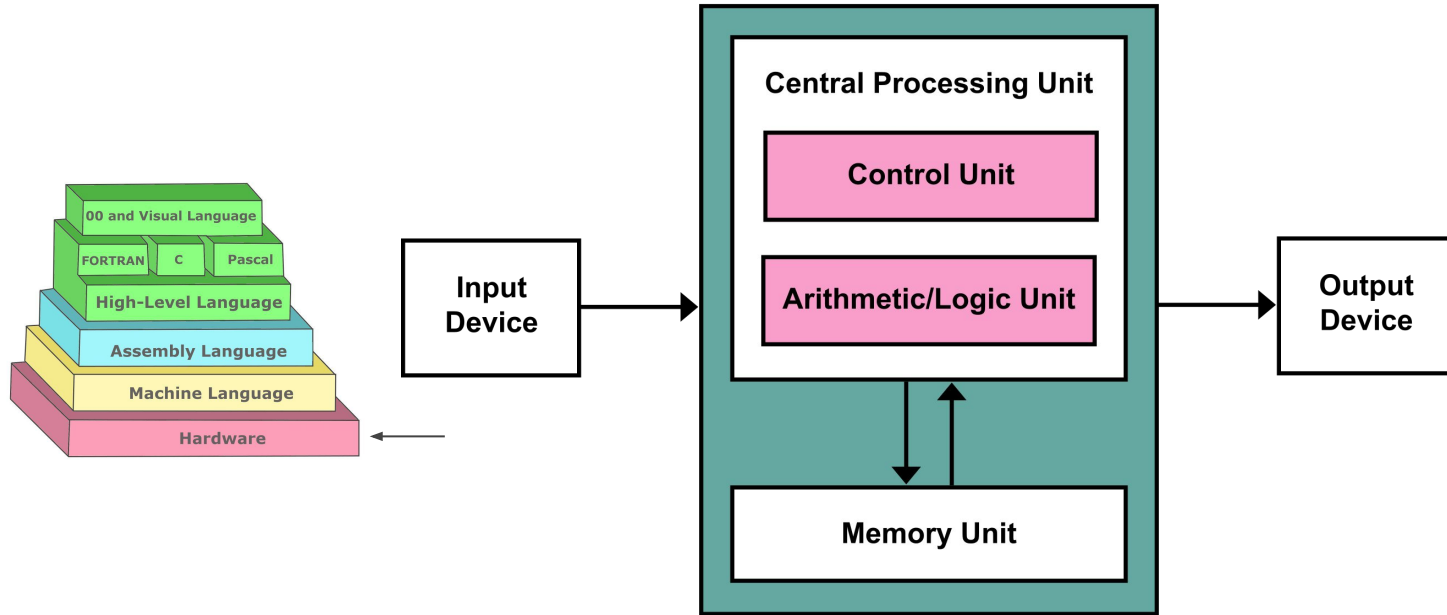 00 and Visual Language
FORTRAN
C
Pascal
High-Level Language
Assembly Language
Machine Language
Hardware
Input
Device
Central Processing Unit
Control Unit
Arithmetic/Logic Unit
Memory Unit
Output
Device